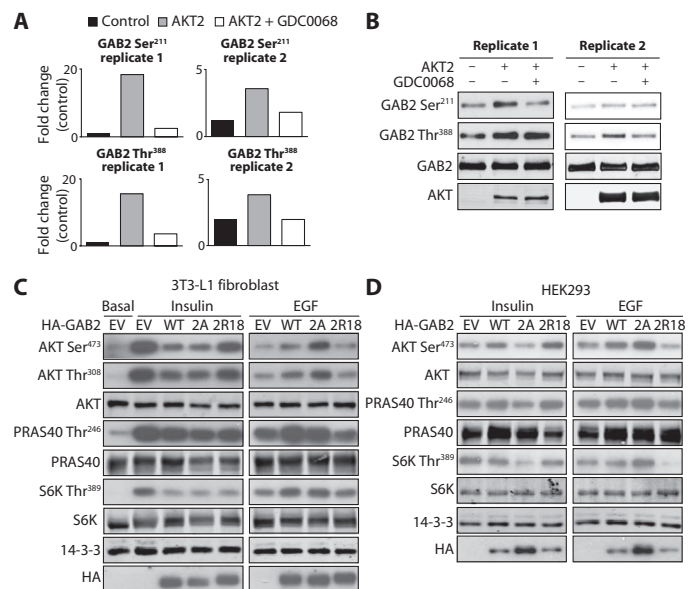 A
Control AKT2 AKT2 + GDC0068
GAB2 Ser²¹¹ replicate 1
GAB2 Ser²¹¹ replicate 2
Fold change (control)
20
0
5
0
GAB2 Thr³⁸⁸ replicate 1
GAB2 Thr³⁸⁸ replicate 2
Fold change (control)
20
0
5
0
B
Replicate 1 Replicate 2
AKT2 – + + – + +
GDC0068 – – + – – +
GAB2 Ser²¹¹
GAB2 Thr³⁸⁸
GAB2
AKT
C
3T3-L1 fibroblast
Basal Insulin EGF
HA-GAB2 EV EV WT 2A 2R18 EV WT 2A 2R18
AKT Ser⁴⁷³
AKT Thr³⁰⁸
AKT
PRAS40 Thr²⁴⁶
PRAS40
S6K Thr³⁸⁹
S6K
14-3-3
HA
D
HEK293
Insulin EGF
HA-GAB2 EV WT 2A 2R18 EV WT 2A 2R18
AKT Ser⁴⁷³
AKT
PRAS40 Thr²⁴⁶
PRAS40
S6K Thr³⁸⁹
S6K
14-3-3
HA